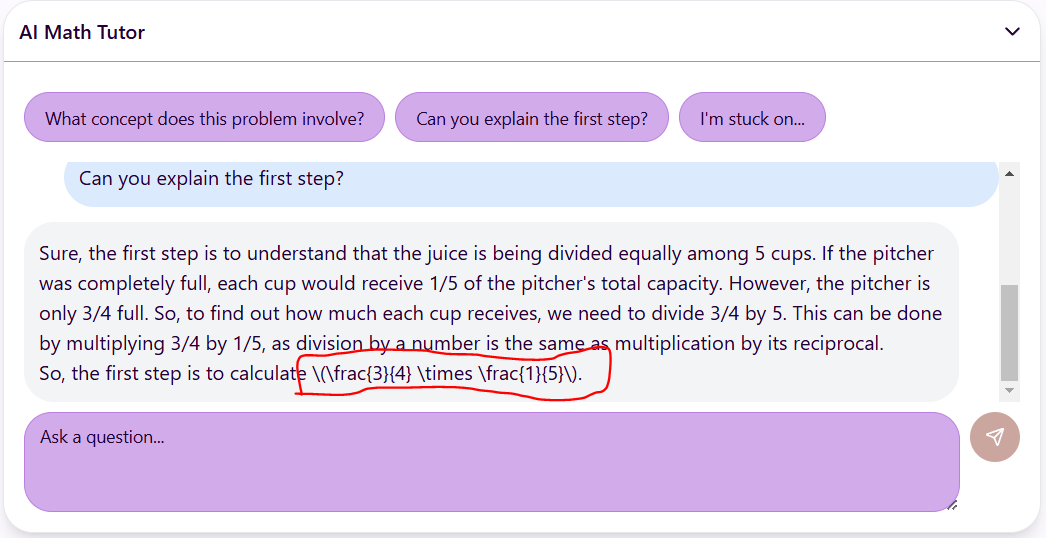 AI Math Tutor
What concept does this problem involve?
Can you explain the first step?
I'm stuck on...
Can you explain the first step?
Sure, the first step is to understand that the juice is being divided equally among 5 cups. If the pitcher
was completely full, each cup would receive 1/5 of the pitcher's total capacity. However, the pitcher is
only 3/4 full. So, to find out how much each cup receives, we need to divide 3/4 by 5. This can be done
by multiplying 3/4 by 1/5, as division by a number is the same as multiplication by its reciprocal.
So, the first step is to calculate \(\frac{3}{4} \times \frac{1}{5}\).
Ask a question...